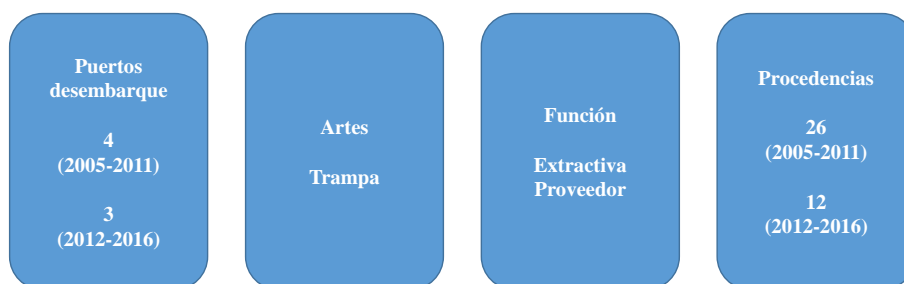 Puertos
desembarque
4
(2005-2011)
3
(2012-2016)
Artes
Trampa
Función
Extractiva
Proveedor
Procedencias
26
(2005-2011)
12
(2012-2016)